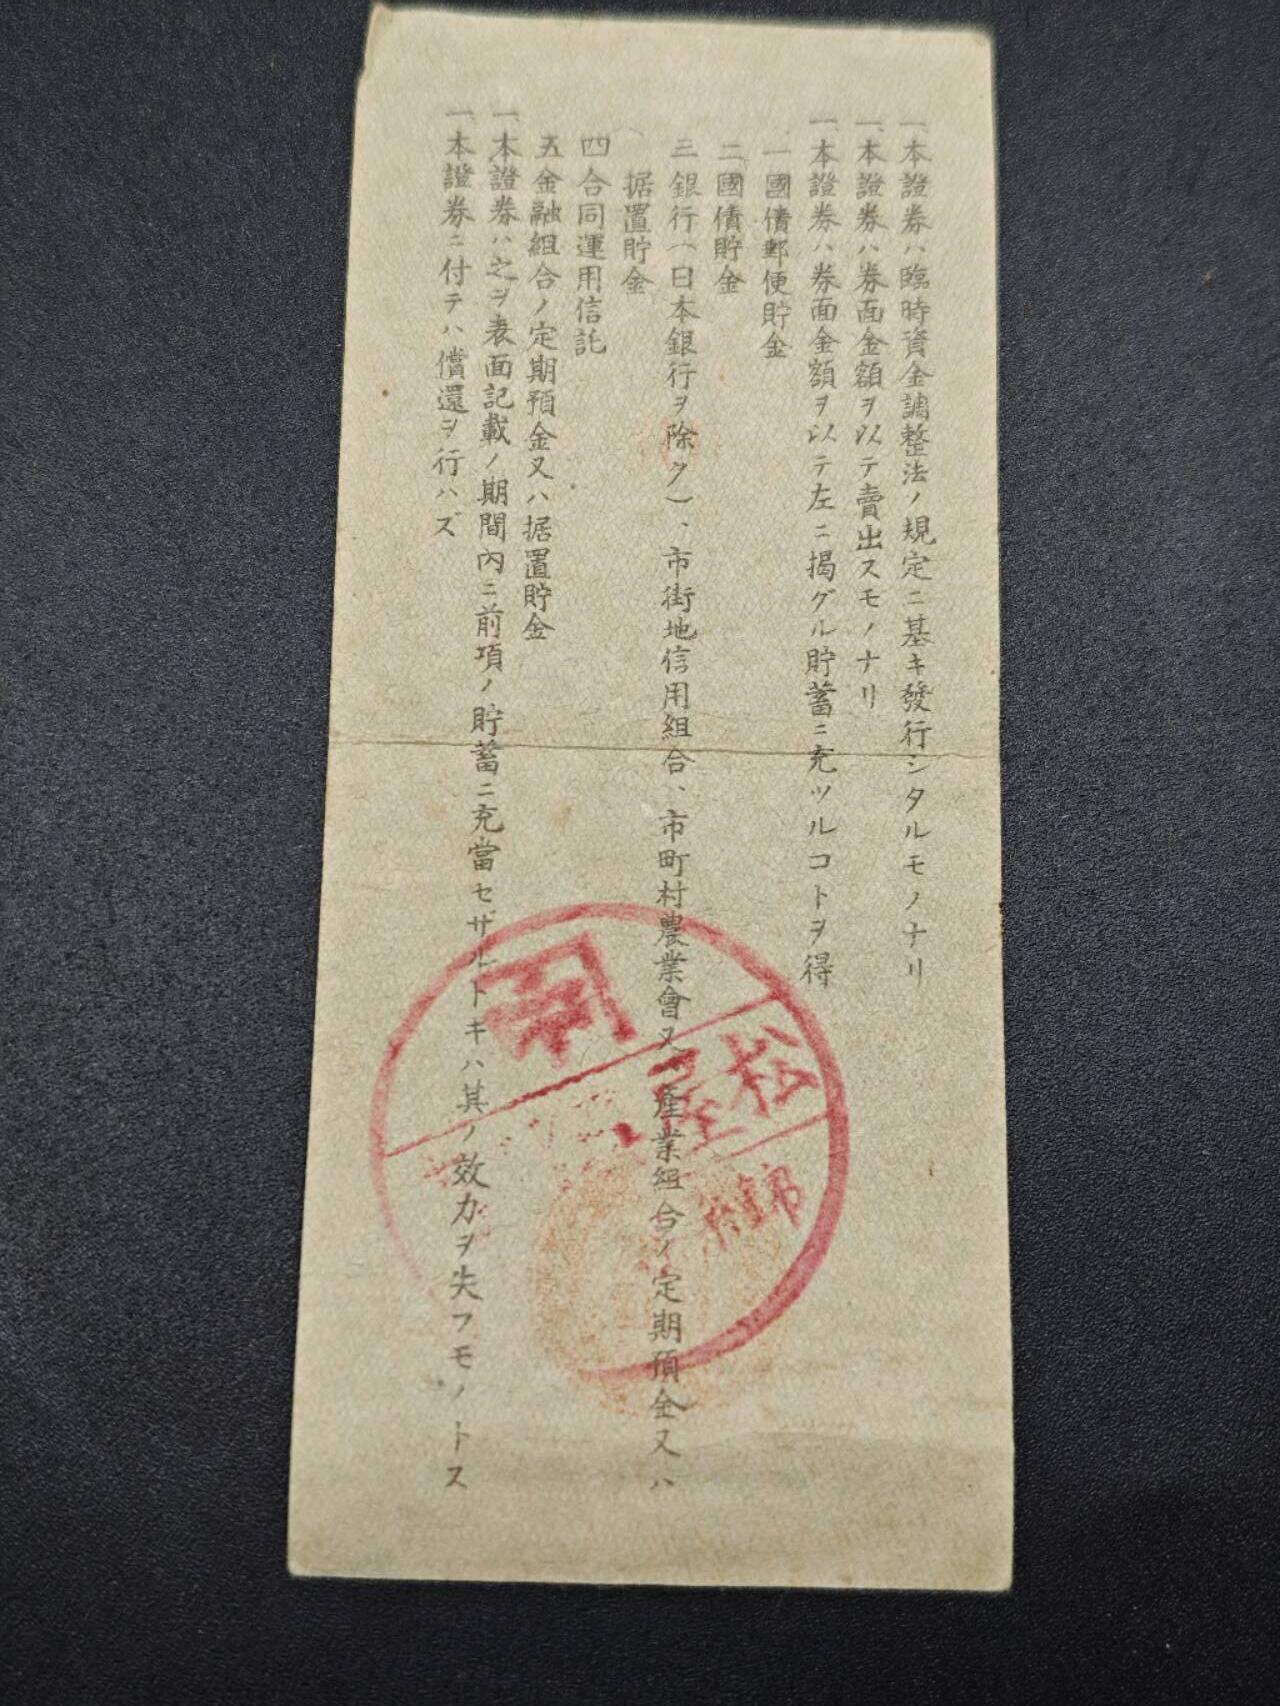 一、本證券ハ臨時資金調整法ノ規定ニ基キ發行シタルモノナリ
一、本證券ハ券面金額ヲ以テ賣出スモノナリ
一、本證券ハ券面金額ヲ以テ左ニ揭グル貯蓄ニ充ツルコトヲ得
一 國債郵便貯金
二 國債貯金
三 銀行(日本銀行ヲ除ク)、市街地信用組合、市町村農業會又ハ產業組合ノ定期預金又ハ
据置貯金
四 合同運用信託
五 金融組合ノ定期預金又ハ据置貯金
一、本證券ハ之ヲ表面記載ノ期間內ニ前項ノ貯蓄ニ充當セザルトキハ其ノ效力ヲ失フモノトス
一、本證券ニ付テハ償還ヲ行ハズ
松屋